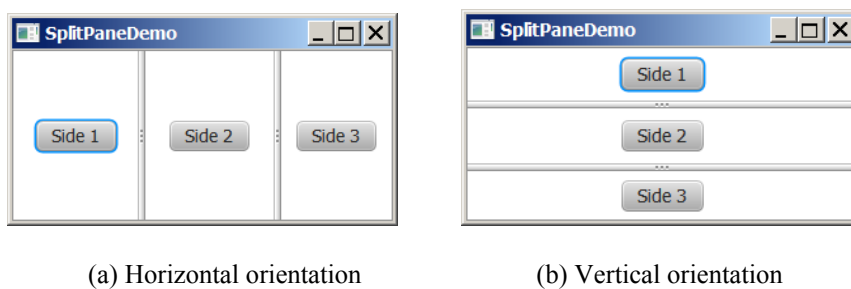 SplitPaneDemo
Side 1 Side 2 Side 3
(a) Horizontal orientation
SplitPaneDemo
Side 1
Side 2
Side 3
(b) Vertical orientation